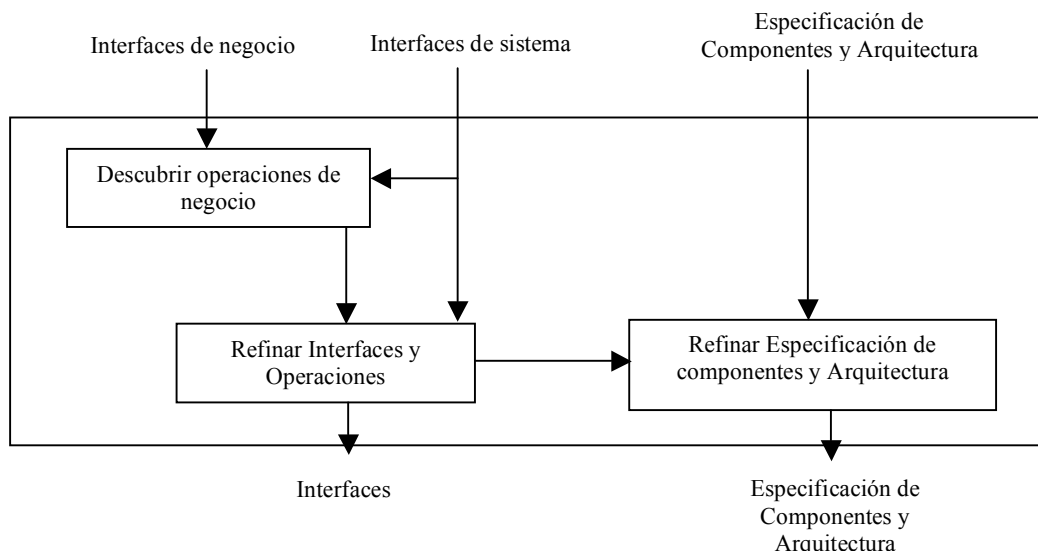 Interfaces de negocio
Interfaces de sistema
Especificación de
Componentes y Arquitectura
Descubrir operaciones de
negocio
Refinar Interfaces y
Operaciones
Refinar Especificación de
componentes y Arquitectura
Interfaces
Especificación de
Componentes y
Arquitectura